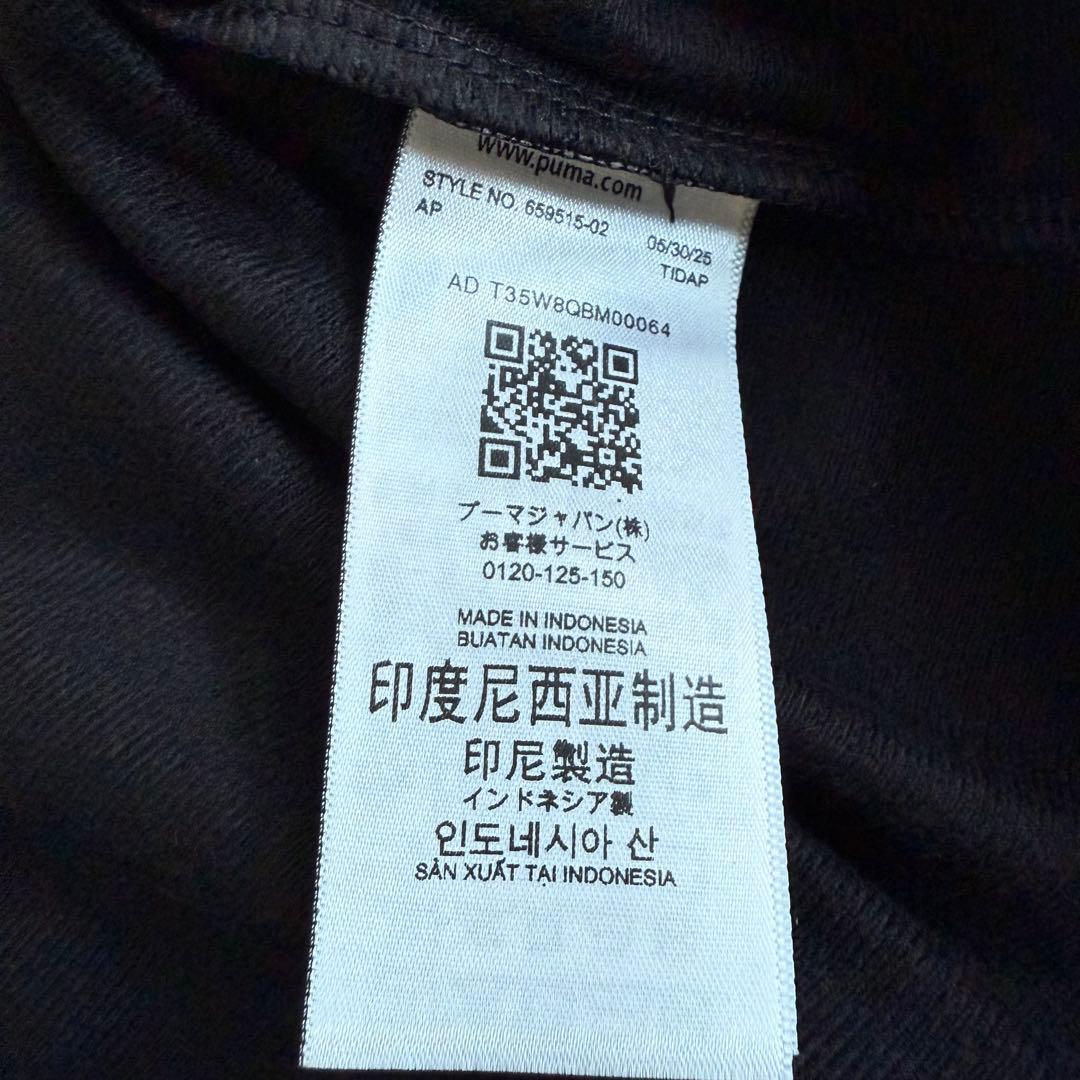 www.puma.com
STYLE NO. 659515-02 05/30/25
AP TIDAP
AD T35W8QBM00064
プーマジャパン(株)
お客様サービス
0120-125-150
MADE IN INDONESIA
BUATAN INDONESIA
印度尼西亚制造
印尼製造
インドネシア製
인도네시아 산
SẢN XUẤT TẠI INDONESIA